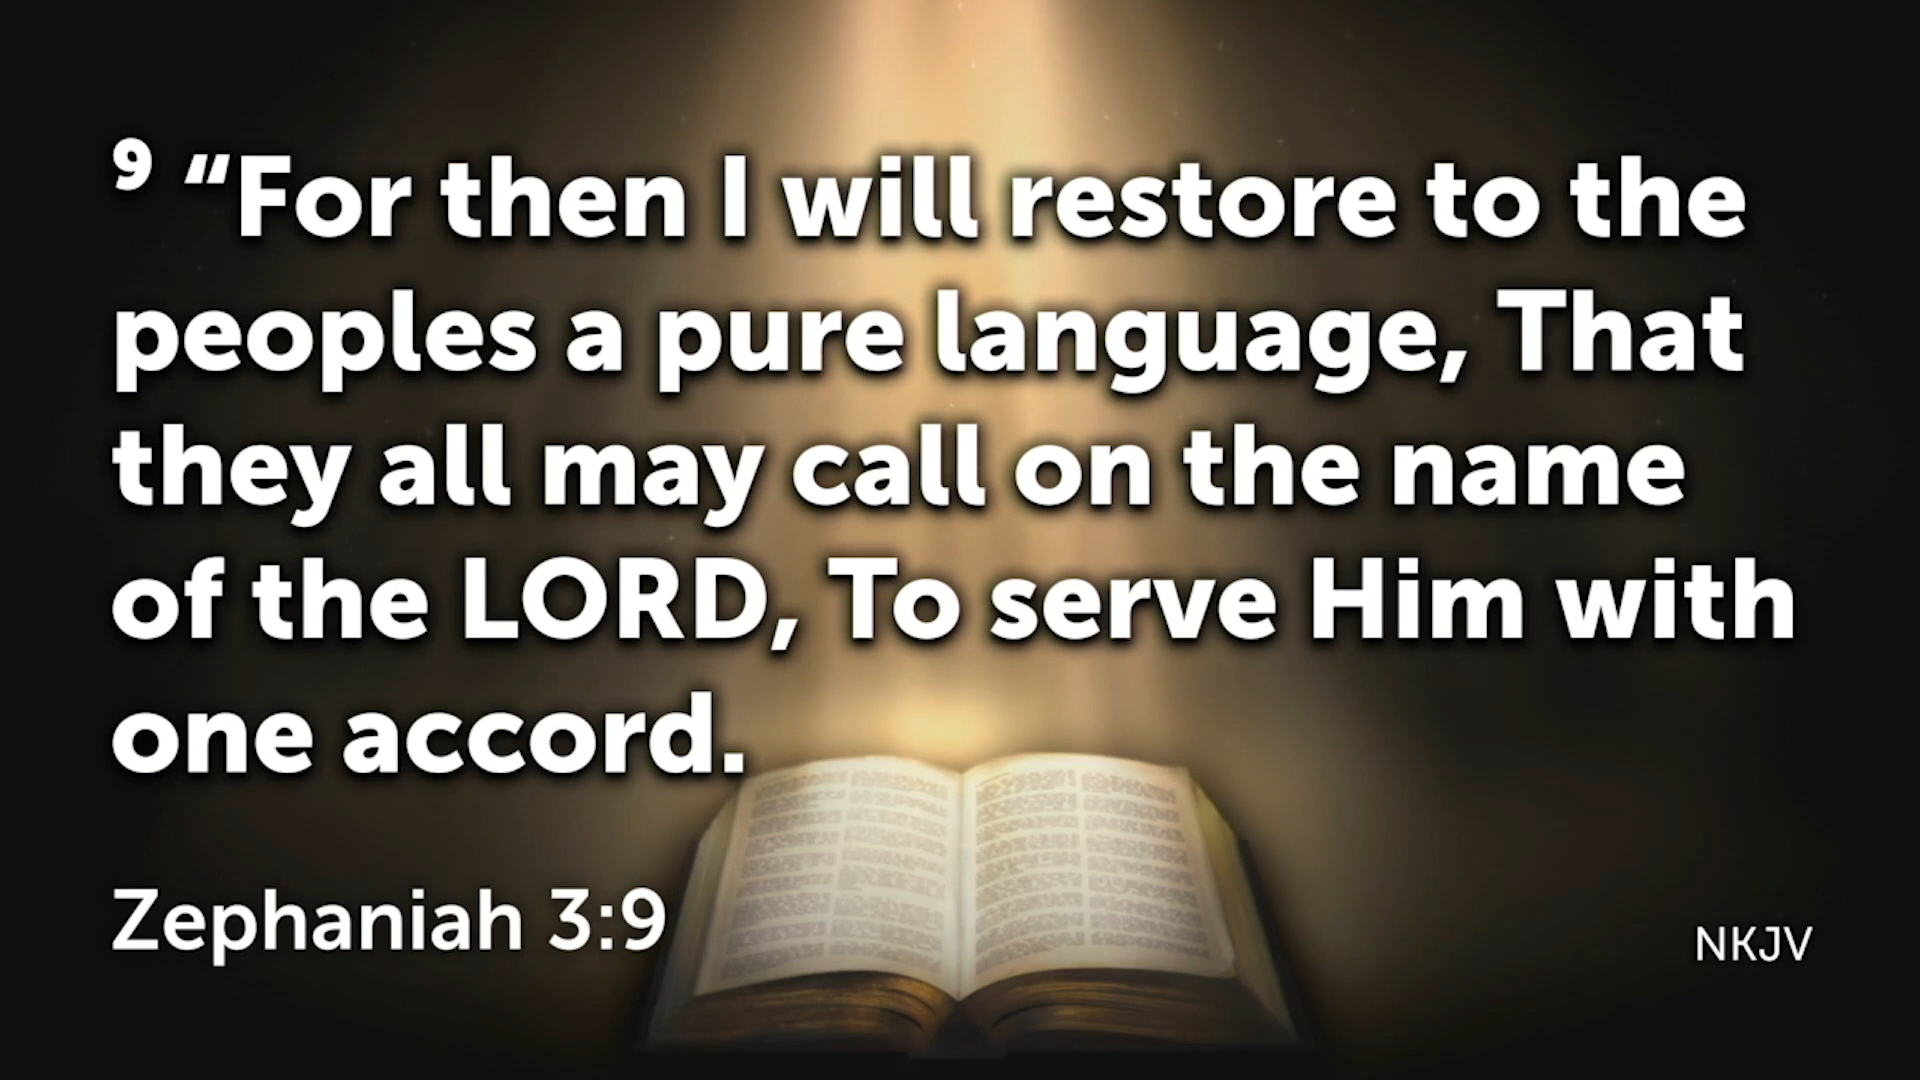 9 “For then I will restore to the
peoples a pure language, That
they all may call on the name
of the LORD, To serve Him with
one accord.
Zephaniah 3:9
NKJV